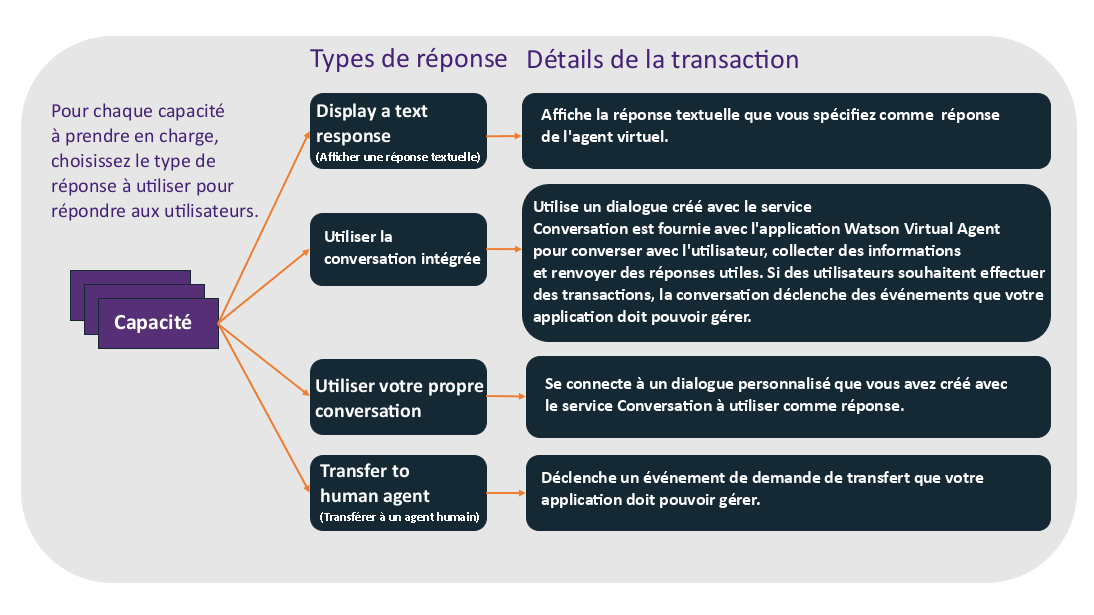 Types de réponse
Détails de la transaction
Pour chaque capacité
à prendre en charge,
choisissez le type de
réponse à utiliser pour
répondre aux utilisateurs.
Capacité
Display a text
response
(Afficher une réponse textuelle)
Affiche la réponse textuelle que vous spécifiez comme réponse
de l'agent virtuel.
Utiliser la
conversation intégrée
Utilise un dialogue créé avec le service
Conversation est fournie avec l'application Watson Virtual Agent
pour converser avec l'utilisateur, collecter des informations
et renvoyer des réponses utiles. Si des utilisateurs souhaitent effectuer
des transactions, la conversation déclenche des événements que votre
application doit pouvoir gérer.
Utiliser votre propre
conversation
Se connecte à un dialogue personnalisé que vous avez créé avec
le service Conversation à utiliser comme réponse.
Transfer to
human agent
(Transférer à un agent humain)
Déclenche un événement de demande de transfert que votre
application doit pouvoir gérer.